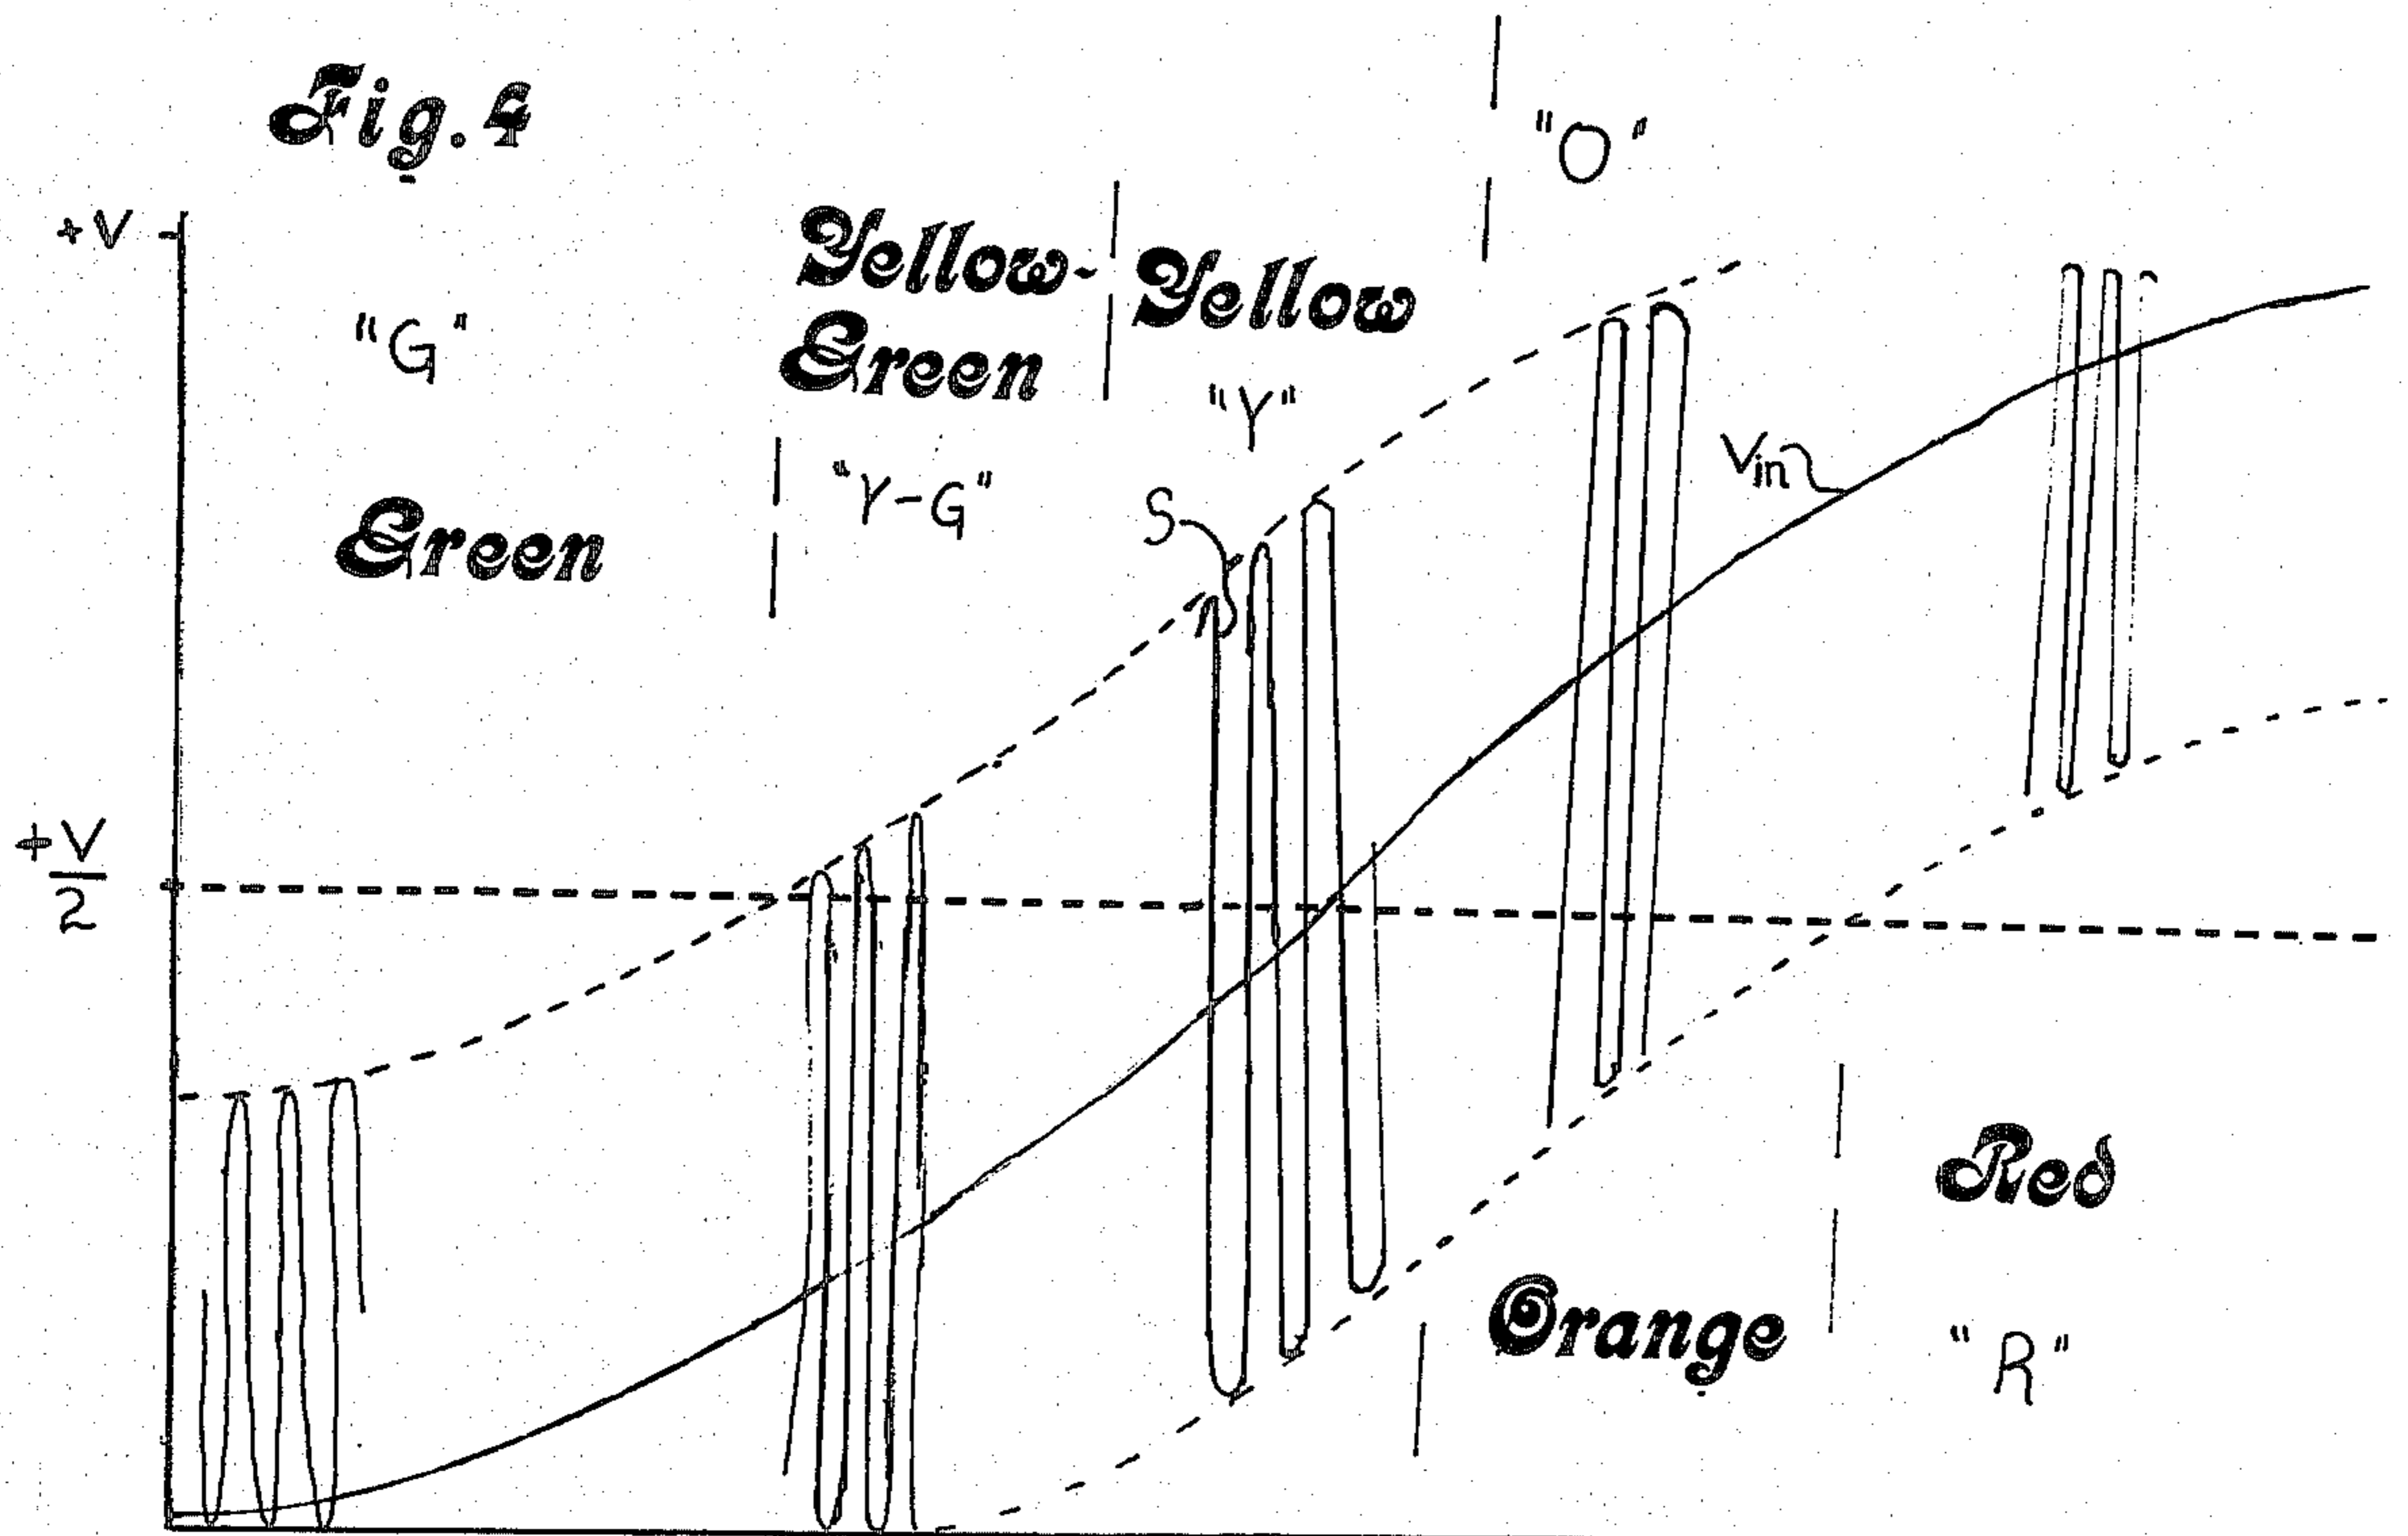 Fig. 4
"O"
+V
"G"
Yellow-
Green
Yellow
"Y"
"Y-G"
Green
S
Vin
+V
2
Red
"R"
Orange